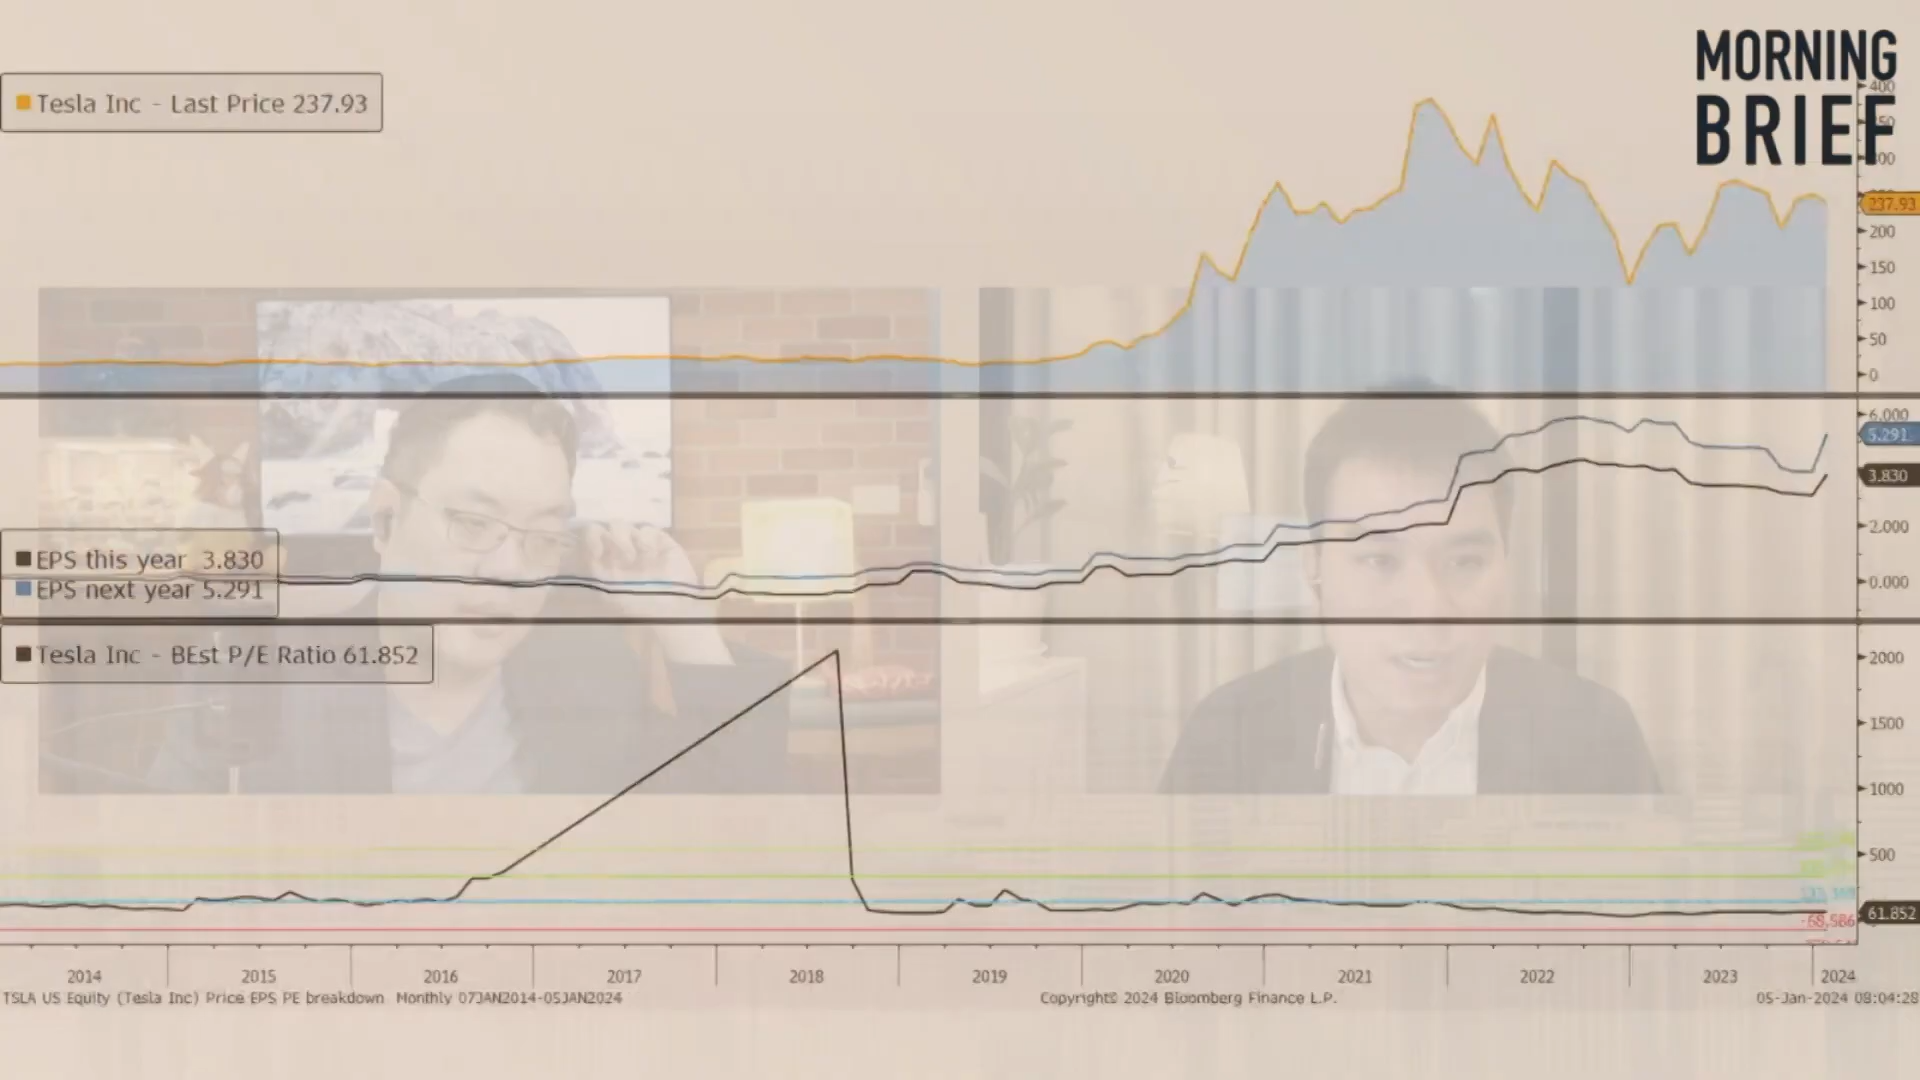 MORNING
BRIEF
Tesla Inc - Last Price 237.93
400
237.93
200
150
100
50
0
6.000
5.291
3.830
2.000
0.000
EPS this year 3.830
EPS next year 5.291
Tesla Inc - BEst P/E Ratio 61.852
2000
1500
1000
500
61.852
-68.586
2014 2015 2016 2017 2018 2019 2020 2021 2022 2023 2024
TSLA US Equity (Tesla Inc) Price EPS PE breakdown Monthly 07JAN2014-05JAN2024
Copyright© 2024 Bloomberg Finance L.P.
05-Jan-2024 08:04:28